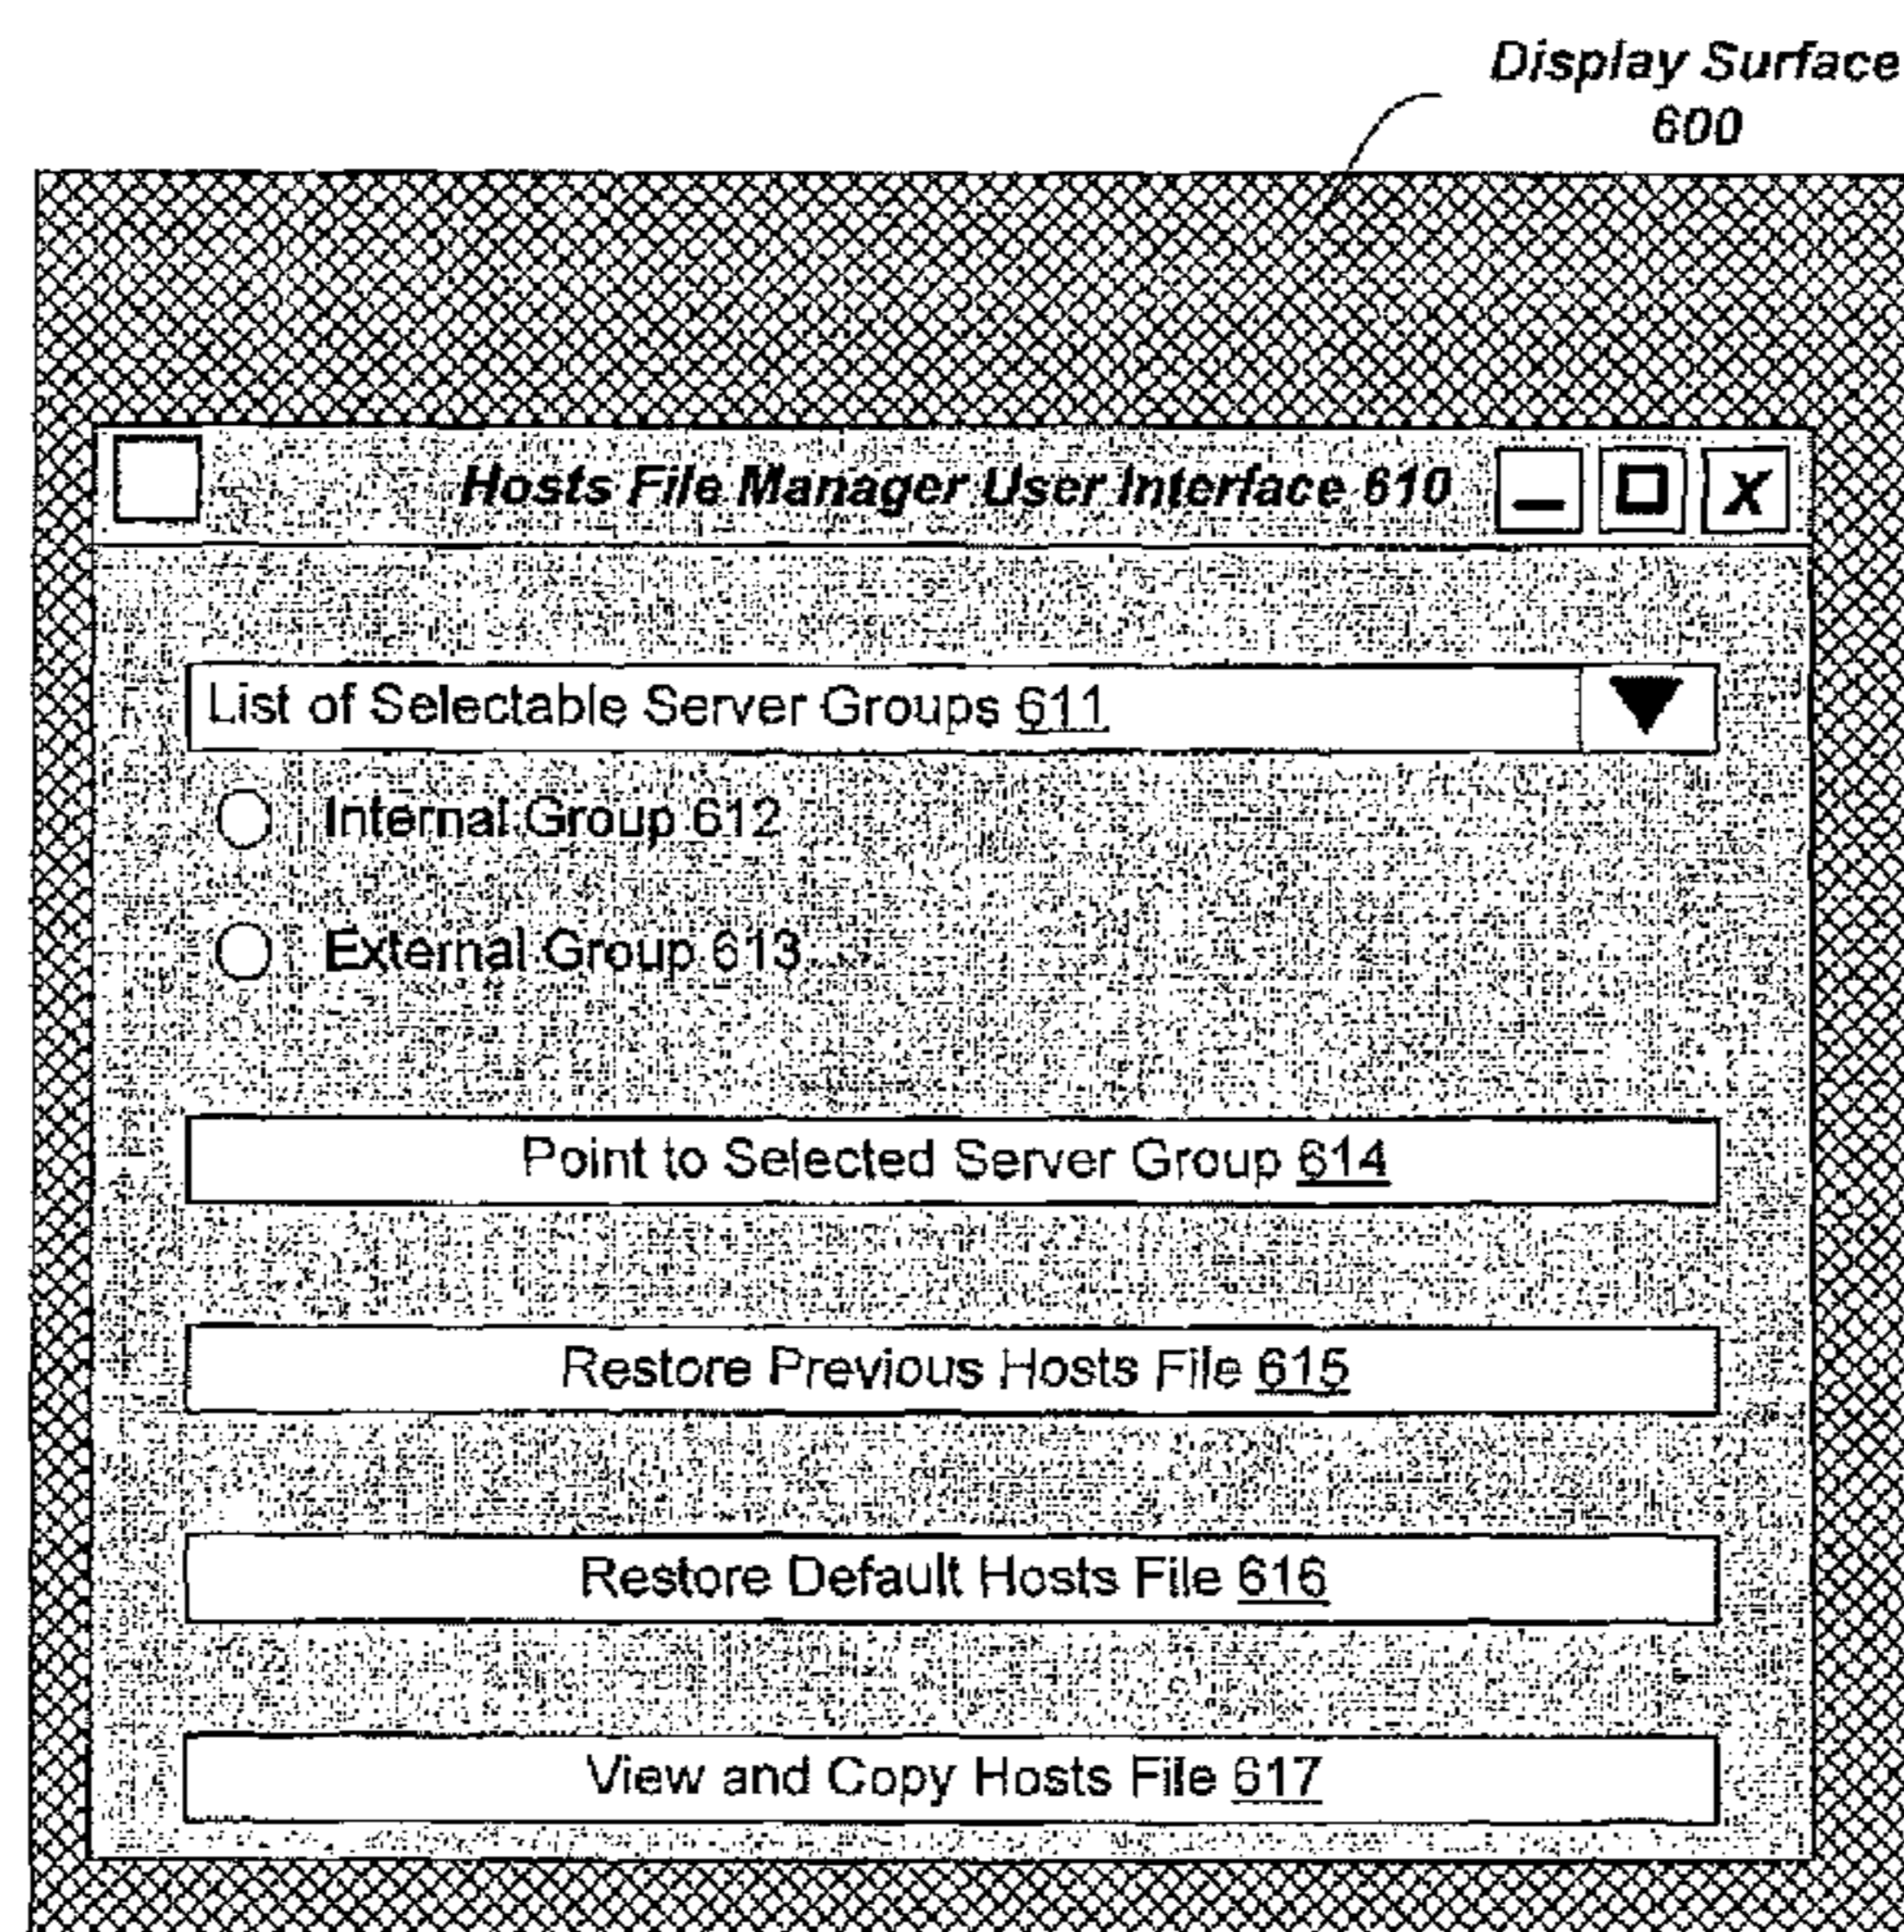 Display Surface
600
Hosts File Manager User Interface 610
X
List of Selectable Server Groups 611
Internal Group 612
External Group 613
Point to Selected Server Group 614
Restore Previous Hosts File 615
Restore Default Hosts File 616
View and Copy Hosts File 617